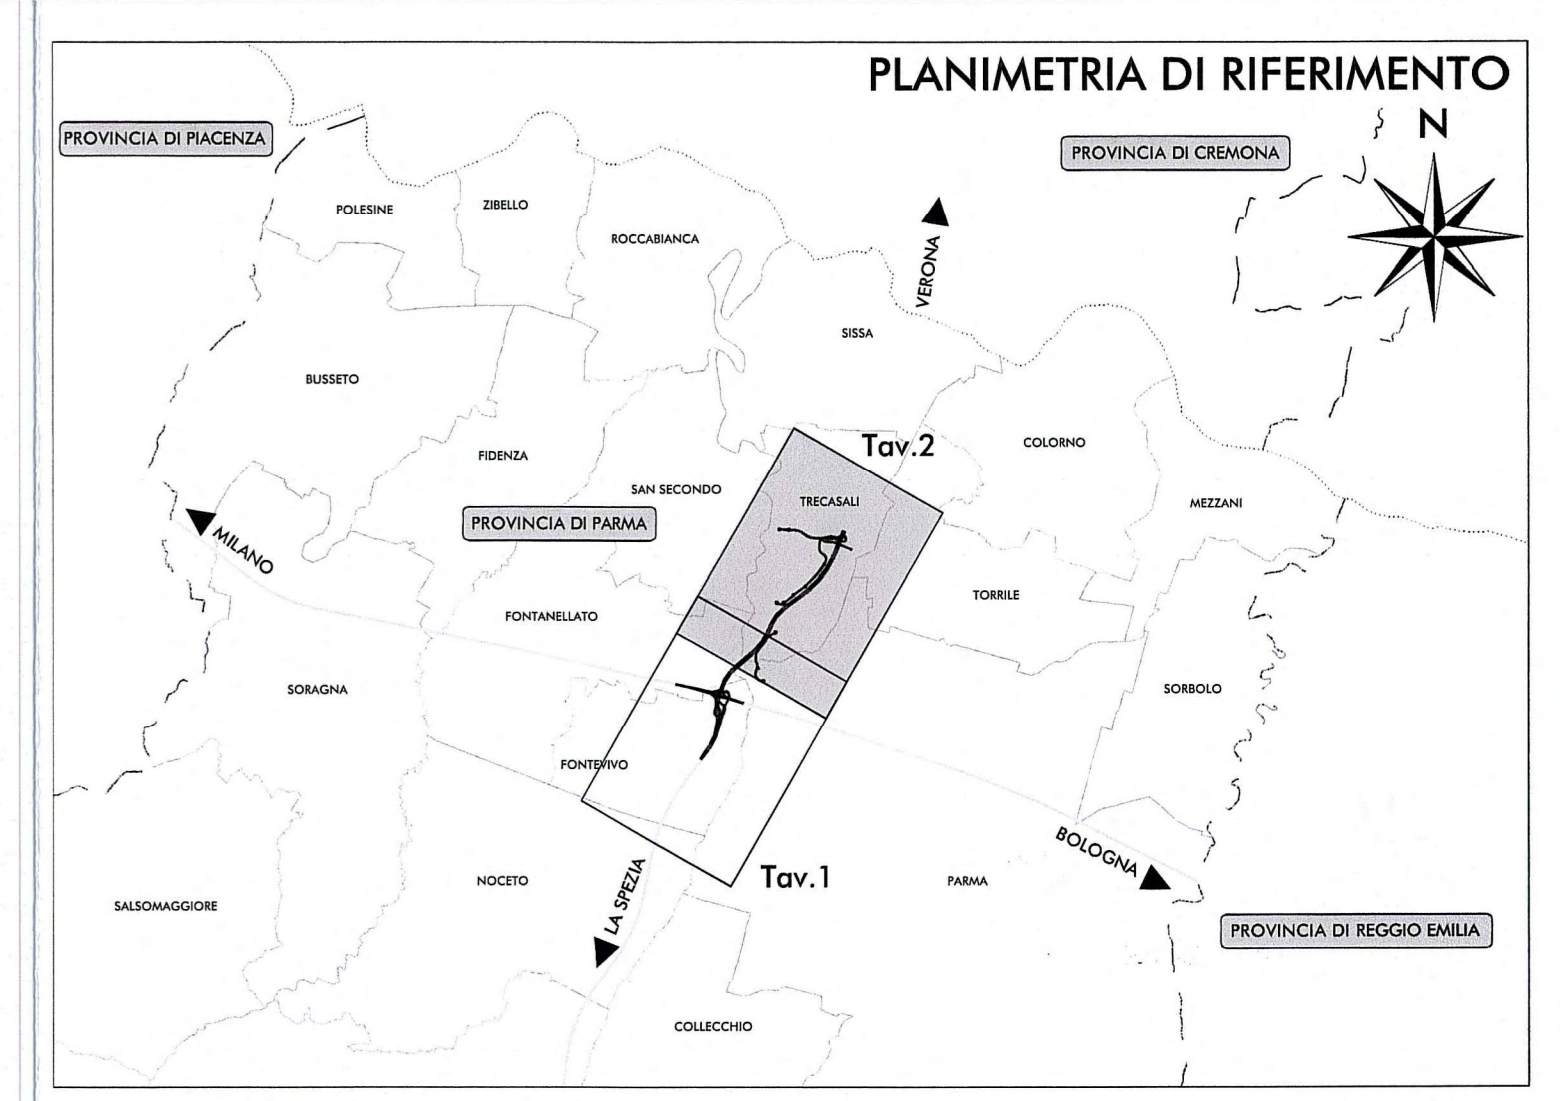 PLANIMETRIA DI RIFERIMENTO
N
PROVINCIA DI PIACENZA
PROVINCIA DI CREMONA
POLESINE
ZIBELLO
ROCCABIANCA
VERONA
SISSA
BUSSETO
Tav.2
COLORNO
FIDENZA
SAN SECONDO
TRECASALI
MEZZANI
PROVINCIA DI PARMA
MILANO
FONTANELLATO
TORRILE
SORAGNA
SORBOLO
FONTEVIVO
BOLOGNA
Tav.1
NOCETO
LA SPEZIA
PARMA
SALSOMAGGIORE
PROVINCIA DI REGGIO EMILIA
COLLECCHIO